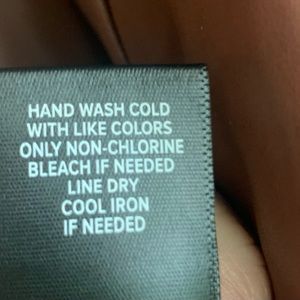 HAND WASH COLD
WITH LIKE COLORS
ONLY NON-CHLORINE
BLEACH IF NEEDED
LINE DRY
COOL IRON
IF NEEDED